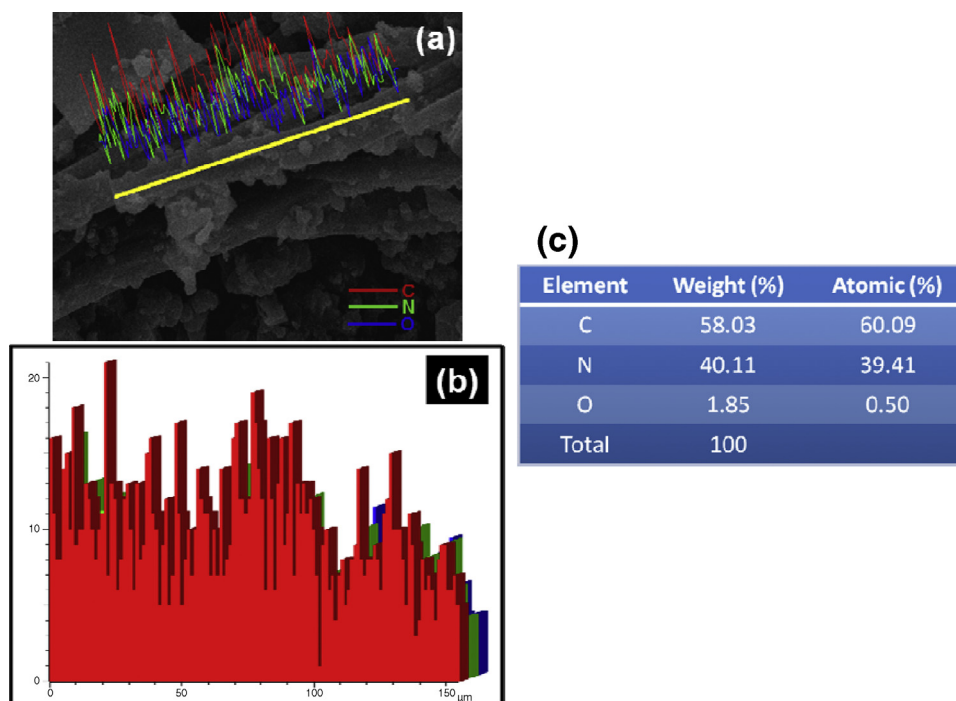 (a)
C
N
O
(b)
20
10
0
0 50 100 150 µm
(c)
Element Weight (%) Atomic (%)
C 58.03 60.09
N 40.11 39.41
O 1.85 0.50
Total 100